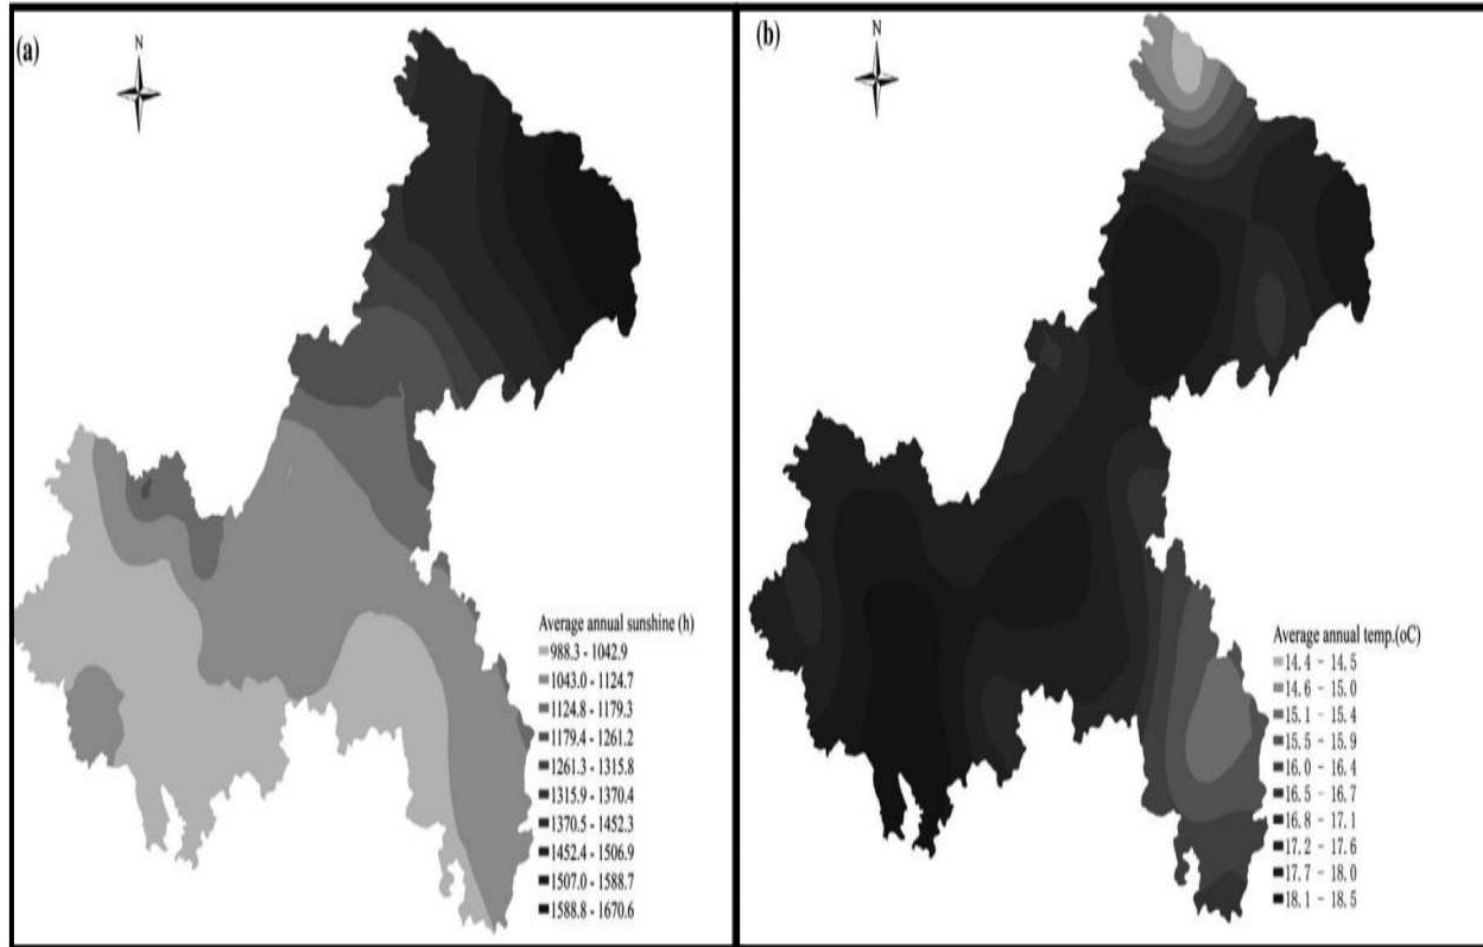 (a)
N
Average annual sunshine (h)
988.3 - 1042.9
1043.0 - 1124.7
1124.8 - 1179.3
1179.4 - 1261.2
1261.3 - 1315.8
1315.9 - 1370.4
1370.5 - 1452.3
1452.4 - 1506.9
1507.0 - 1588.7
1588.8 - 1670.6
(b)
N
Average annual temp.(oC)
14.4 - 14.5
14.6 - 15.0
15.1 - 15.4
15.5 - 15.9
16.0 - 16.4
16.5 - 16.7
16.8 - 17.1
17.2 - 17.6
17.7 - 18.0
18.1 - 18.5